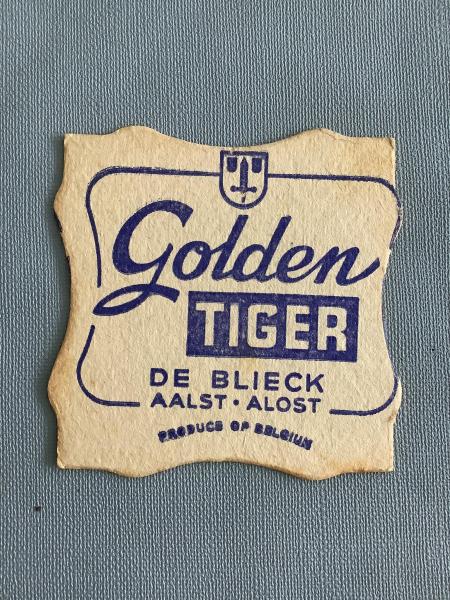 Golden
TIGER
DE BLIECK
AALST · ALOST
PRODUCE OF BELGIUM